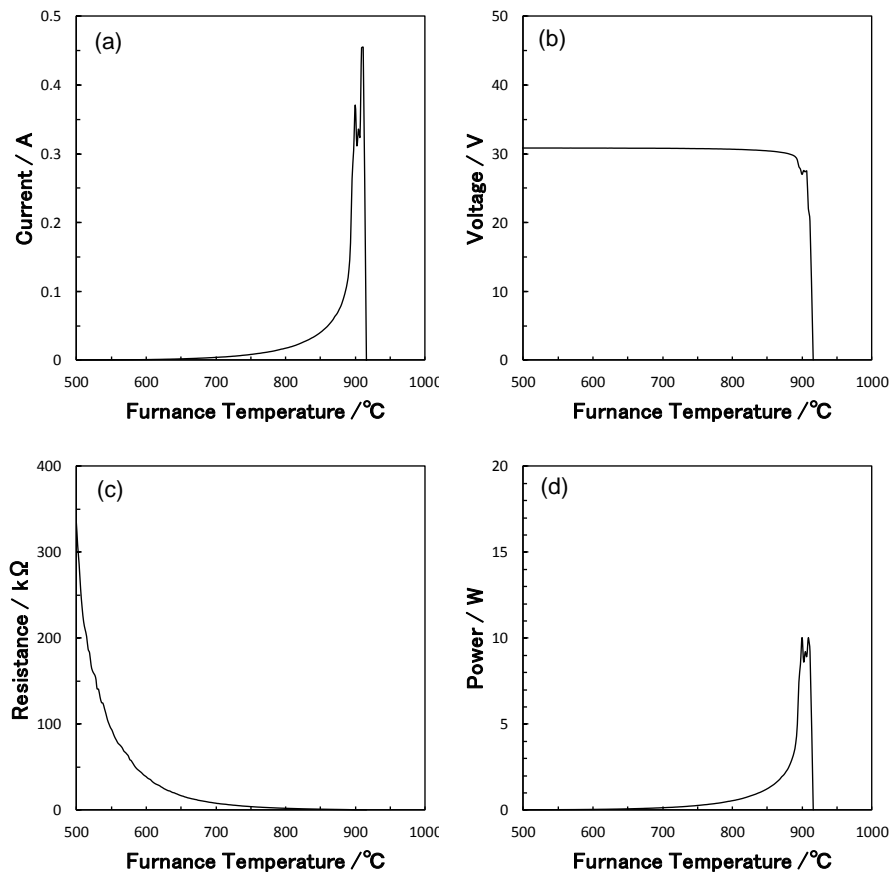 (a)
Current / A
0.5
0.4
0.3
0.2
0.1
0
500 600 700 800 900 1000
Furnance Temperature /℃
(b)
Voltage / V
50
40
30
20
10
0
500 600 700 800 900 1000
Furnance Temperature /℃
(c)
Resistance / kΩ
400
300
200
100
0
500 600 700 800 900 1000
Furnance Temperature /℃
(d)
Power / W
20
15
10
5
0
500 600 700 800 900 1000
Furnance Temperature /℃